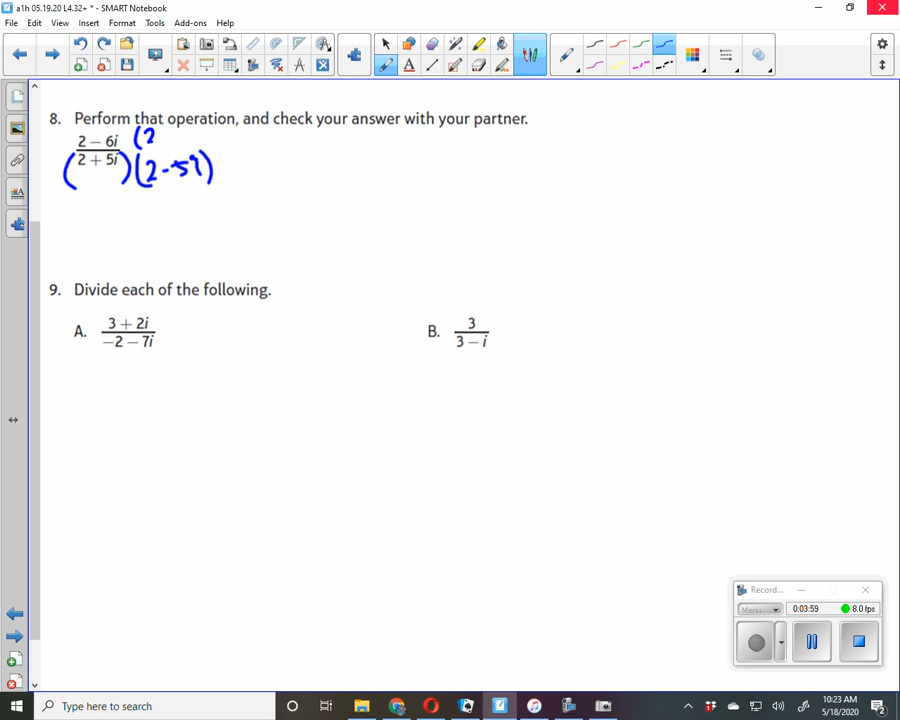 a1h 05.19.20 L4.32+ * - SMART Notebook
File Edit View Insert Format Tools Add-ons Help
8. Perform that operation, and check your answer with your partner.
2 − 6i (2
(2 + 5i)(2-5i)
9. Divide each of the following.
A. 3 + 2i B. 3
−2 − 7i 3 − i
Record...
Menu... 0:03:59 8.0 fps
Type here to search
10:23 AM
5/18/2020
2